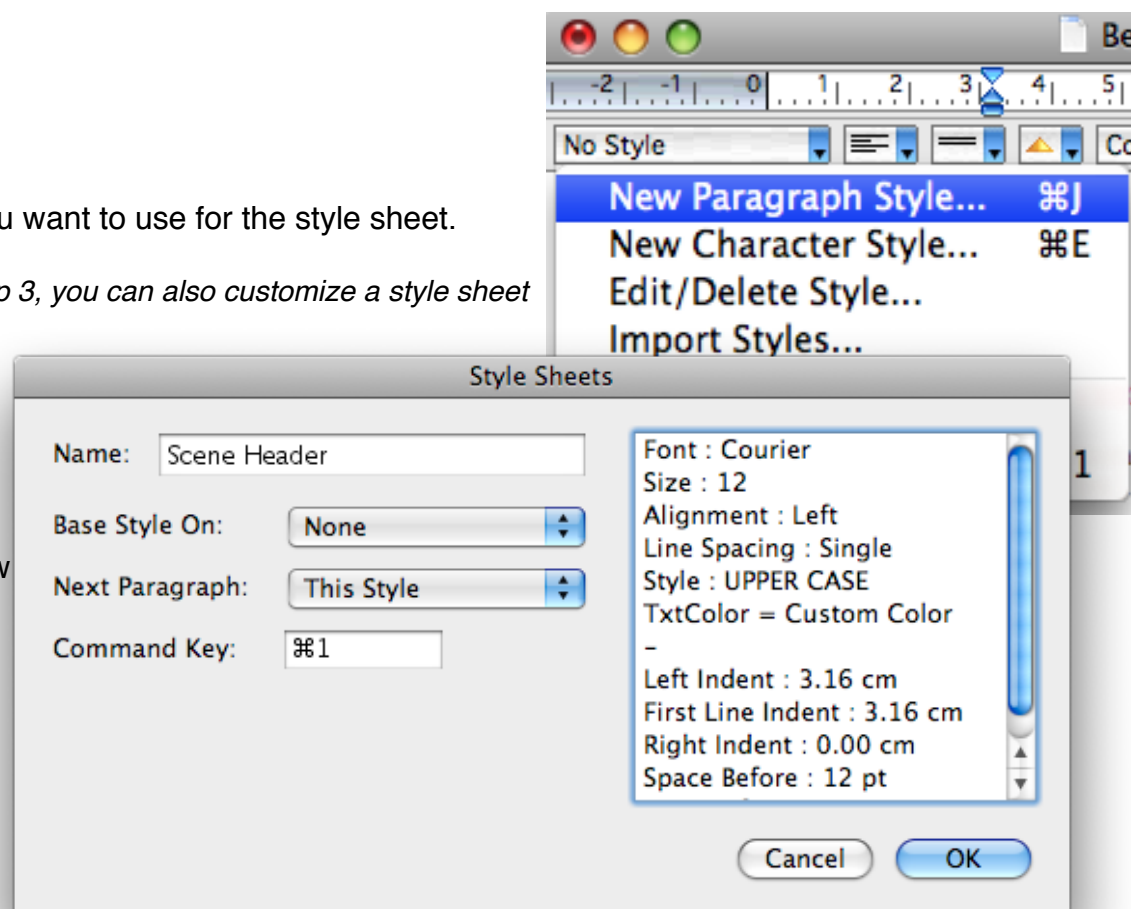 Be
-2 -1 0 1 2 3 4 5
No Style
New Paragraph Style... ⌘J
u want to use for the style sheet.
New Character Style... ⌘E
p 3, you can also customize a style sheet
Edit/Delete Style...
Import Styles...
Style Sheets
1
Name: Scene Header
Base Style On: None
w
Next Paragraph: This Style
Command Key: ⌘1
Font : Courier
Size : 12
Alignment : Left
Line Spacing : Single
Style : UPPER CASE
TxtColor = Custom Color
–
Left Indent : 3.16 cm
First Line Indent : 3.16 cm
Right Indent : 0.00 cm
Space Before : 12 pt
Cancel OK